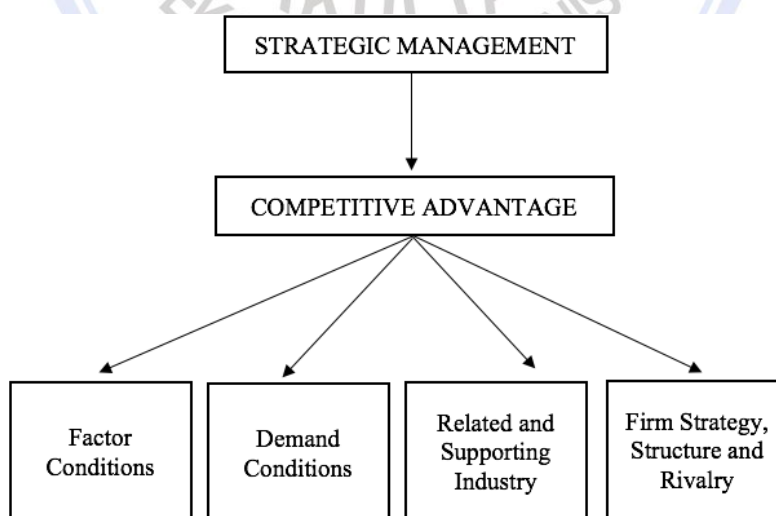 STRATEGIC MANAGEMENT
COMPETITIVE ADVANTAGE
Factor
Conditions
Demand
Conditions
Related and
Supporting
Industry
Firm Strategy,
Structure and
Rivalry